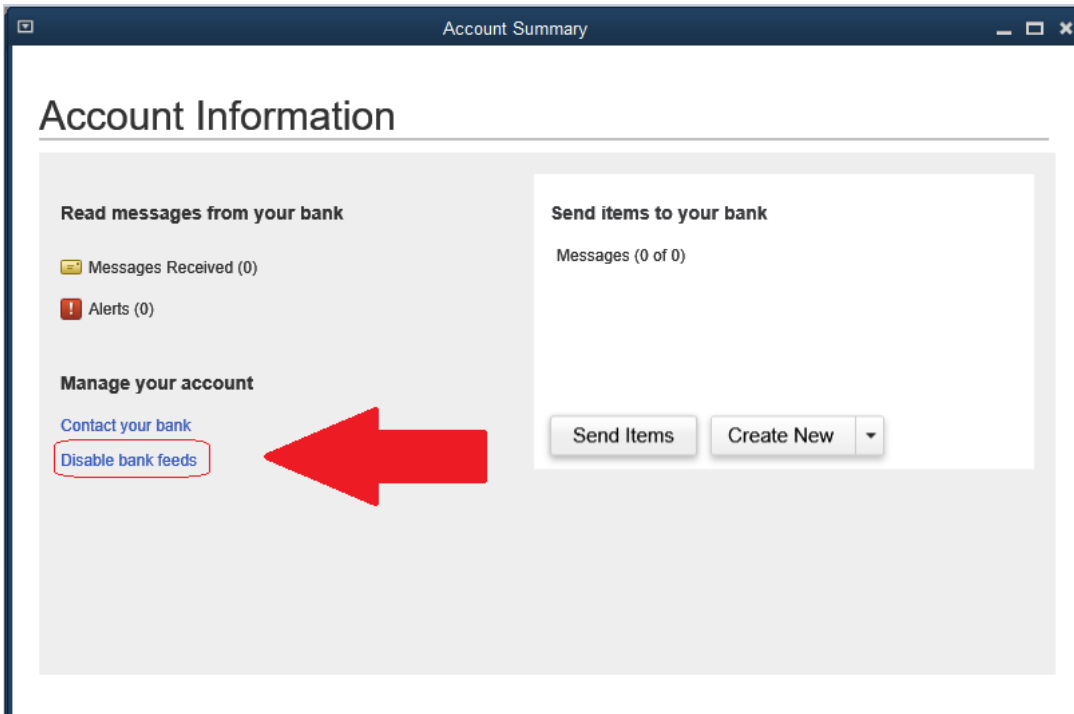 Account Summary
Account Information
Read messages from your bank
Messages Received (0)
Alerts (0)
Manage your account
Contact your bank
Disable bank feeds
Send items to your bank
Messages (0 of 0)
Send Items
Create New